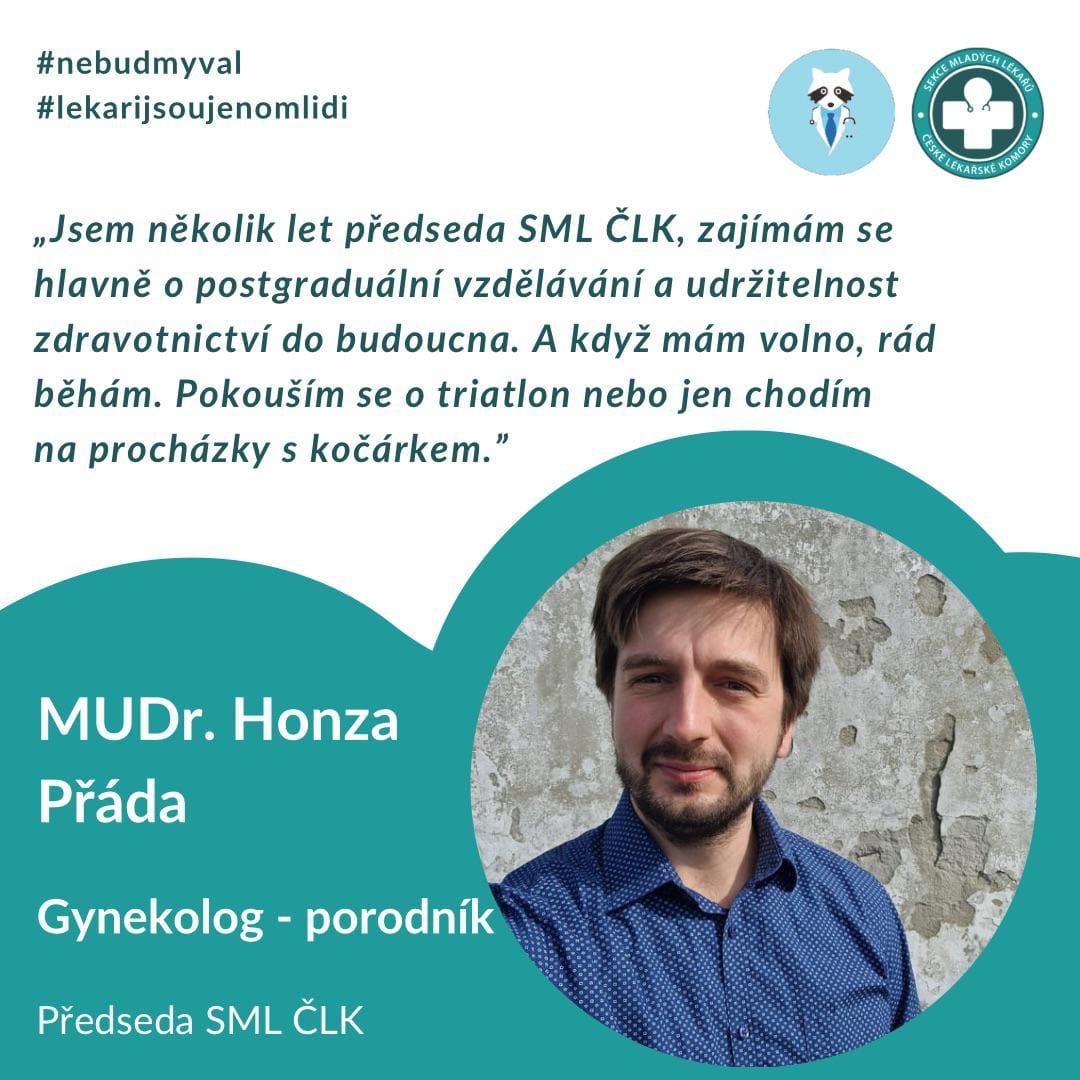 #nebudmyval
#lekarijsoujenomlidi
SEKCE MLADÝCH LÉKAŘŮ
ČESKÉ LÉKAŘSKÉ KOMORY
„Jsem několik let předseda SML ČLK, zajímám se
hlavně o postgraduální vzdělávání a udržitelnost
zdravotnictví do budoucna. A když mám volno, rád
běhám. Pokouším se o triatlon nebo jen chodím
na procházky s kočárkem.”
MUDr. Honza
Přáda
Gynekolog - porodník
Předseda SML ČLK